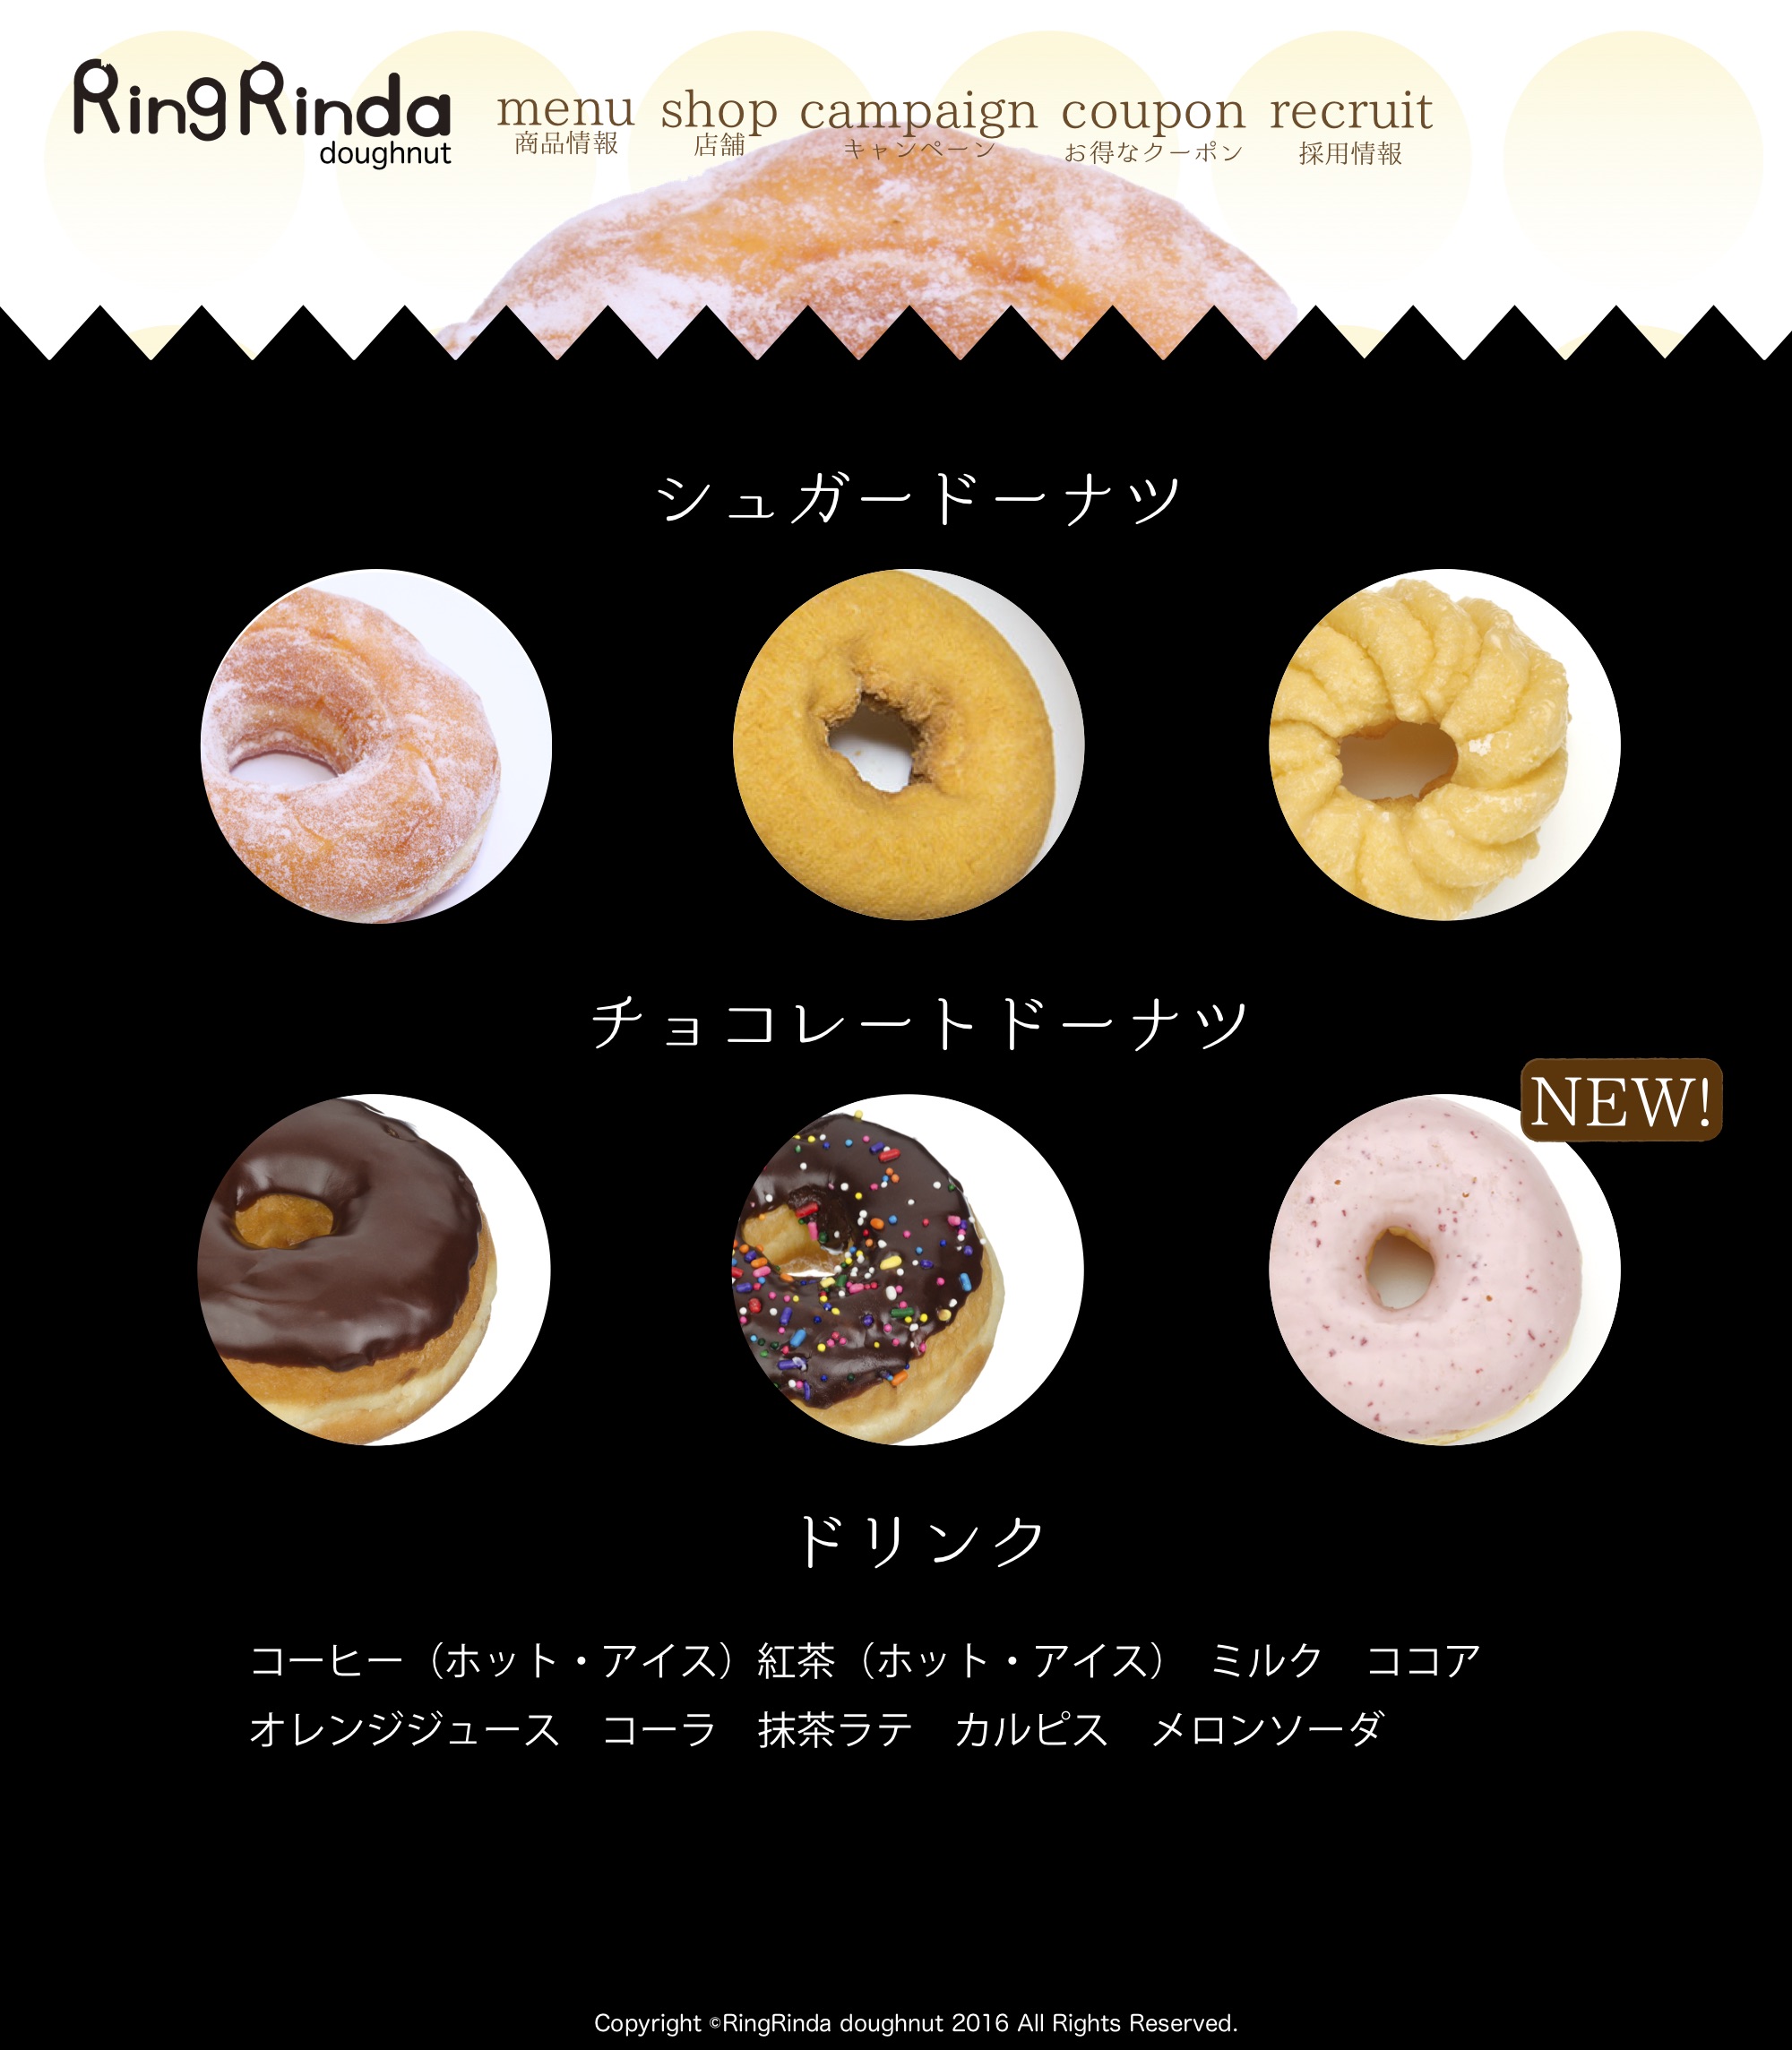 RingRinda
doughnut
menu shop campaign coupon recruit
商品情報 店舗 キャンペーン お得なクーポン 採用情報
シュガードーナツ
チョコレートドーナツ
NEW!
ドリンク
コーヒー（ホット・アイス）紅茶（ホット・アイス）　ミルク　ココア
オレンジジュース　コーラ　抹茶ラテ　カルピス　メロンソーダ
Copyright ©RingRinda doughnut 2016 All Rights Reserved.